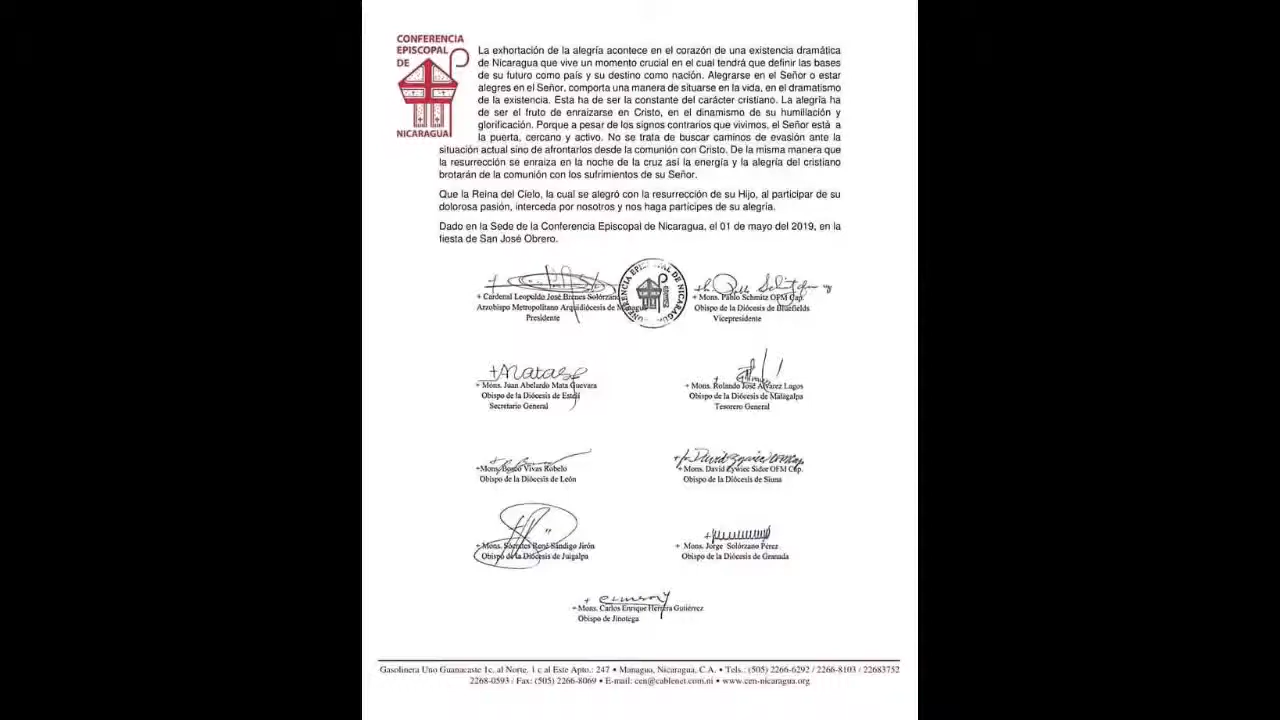 CONFERENCIA
EPISCOPAL
DE
NICARAGUA
La exhortación de la alegría acontece en el corazón de una existencia dramática
de Nicaragua que vive un momento crucial en el cual tendrá que definir las bases
de su futuro como país y su destino como nación. Alegrarse en el Señor o estar
alegres en el Señor, comporta una manera de situarse en la vida, en el dramatismo
de la existencia. Esta ha de ser la constante del carácter cristiano. La alegría ha
de ser el fruto de enraizarse en Cristo, en el dinamismo de su humillación y
glorificación. Porque a pesar de los signos contrarios que vivimos, el Señor está a
la puerta, cercano y activo. No se trata de buscar caminos de evasión ante la
situación actual sino de afrontarlos desde la comunión con Cristo. De la misma manera que
la resurrección se enraiza en la noche de la cruz así la energía y la alegría del cristiano
brotarán de la comunión con los sufrimientos de su Señor.
Que la Reina del Cielo, la cual se alegró con la resurrección de su Hijo, al participar de su
dolorosa pasión, interceda por nosotros y nos haga partícipes de su alegría.
Dado en la Sede de la Conferencia Episcopal de Nicaragua, el 01 de mayo del 2019, en la
fiesta de San José Obrero.
+ Cardenal Leopoldo José Brenes Solórzano
Arzobispo Metropolitano Arquidiócesis de Managua
Presidente
CONFERENCIA EPISCOPAL DE NICARAGUA
+ Mons. Pablo Schmitz OFM Cap.
Obispo de la Diócesis de Bluefields
Vicepresidente
+ Mons. Juan Abelardo Mata Guevara
Obispo de la Diócesis de Estelí
Secretario General
+ Mons. Rolando José Alvarez Lagos
Obispo de la Diócesis de Matagalpa
Tesorero General
+Mons. Bosco Vivas Robelo
Obispo de la Diócesis de León
+ Mons. David Zywiec Sidor OFM Cap.
Obispo de la Diócesis de Siuna
+ Mons. Sócrates René Sándigo Jirón
Obispo de la Diócesis de Juigalpa
+ Mons. Jorge Solórzano Pérez
Obispo de la Diócesis de Granada
+ Mons. Carlos Enrique Herrera Gutiérrez
Obispo de Jinotega
Gasolinera Uno Guanacaste 1c. al Norte, 1 c al Este Apto.: 247 • Managua, Nicaragua, C.A. • Tels.: (505) 2266-6292 / 2266-8103 / 22683752
2268-0593 / Fax: (505) 2266-8069 • E-mail: cen@cablenet.com.ni • www.cen-nicaragua.org